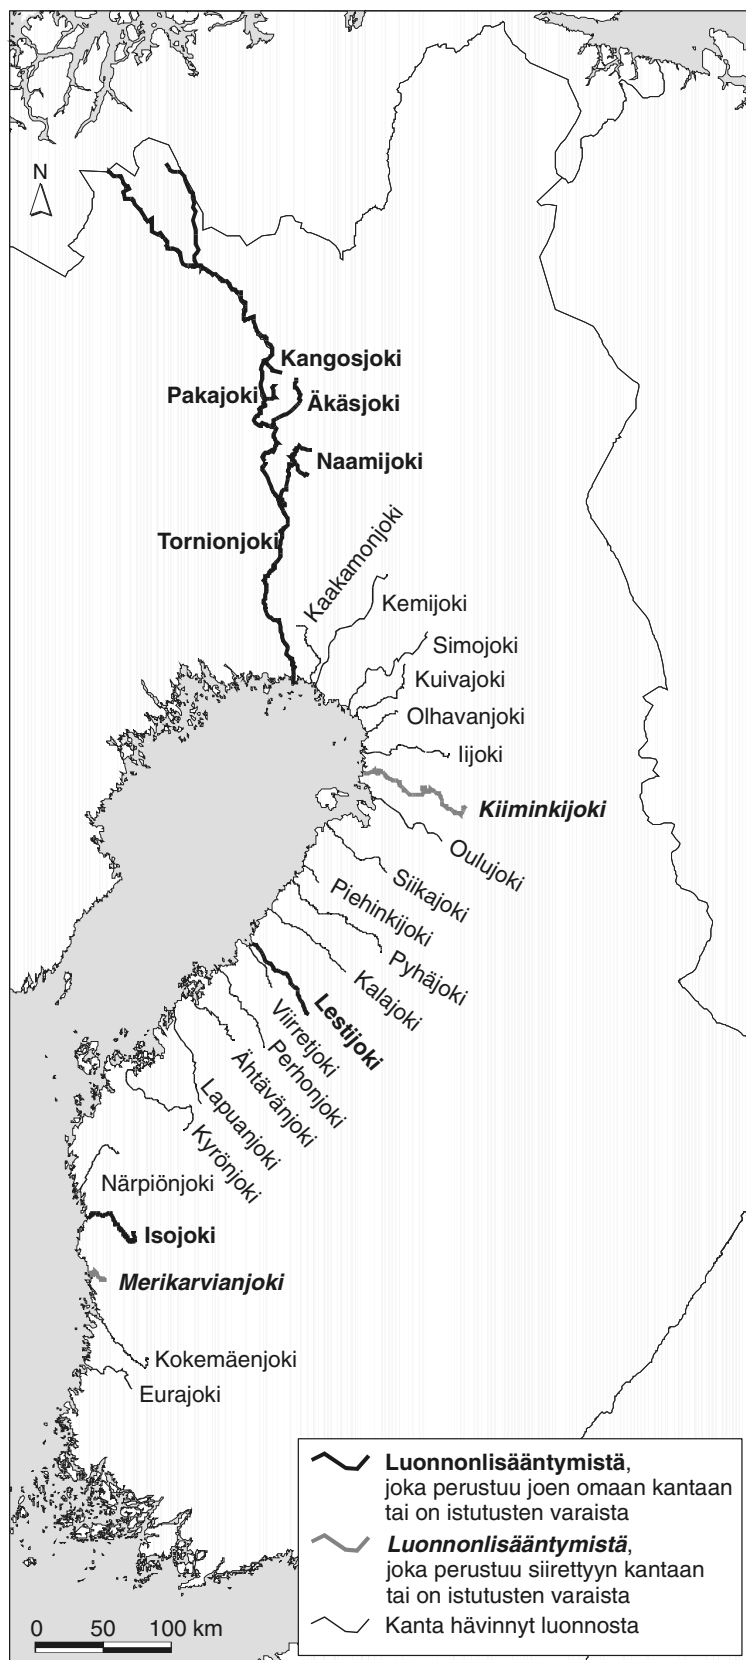 N
Kangosjoki
Pakajoki
Äkäsjoki
Naamijoki
Tornionjoki
Kaakamonjoki
Kemijoki
Simojoki
Kuivajoki
Olhavanjoki
Iijoki
Kiiminkijoki
Oulujoki
Siikajoki
Piehinkijoki
Pyhäjoki
Kalajoki
Lestijoki
Viirretjoki
Perhonjoki
Ähtävänjoki
Lapuanjoki
Kyrönjoki
Närpiönjoki
Isojoki
Merikarvianjoki
Kokemäenjoki
Eurajoki
Luonnonlisääntymistä,
joka perustuu joen omaan kantaan
tai on istutusten varaista
Luonnonlisääntymistä,
joka perustuu siirettyyn kantaan
tai on istutusten varaista
Kanta hävinnyt luonnosta
0 50 100 km